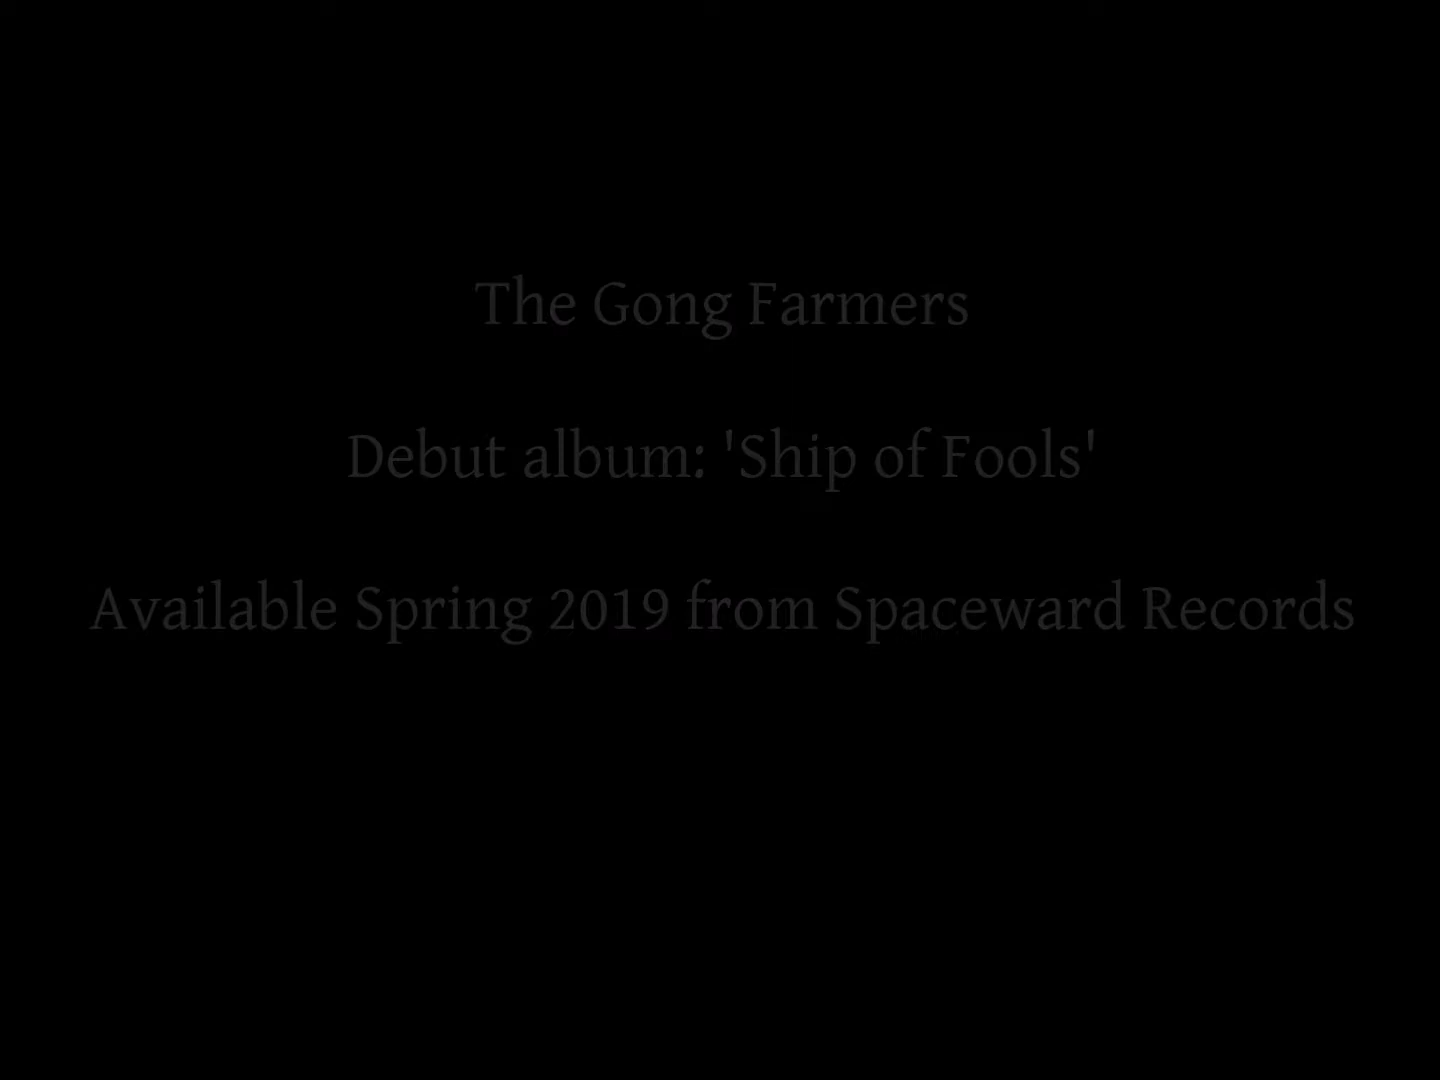 The Gong Farmers
Debut album: 'Ship of Fools'
Available Spring 2019 from Spaceward Records